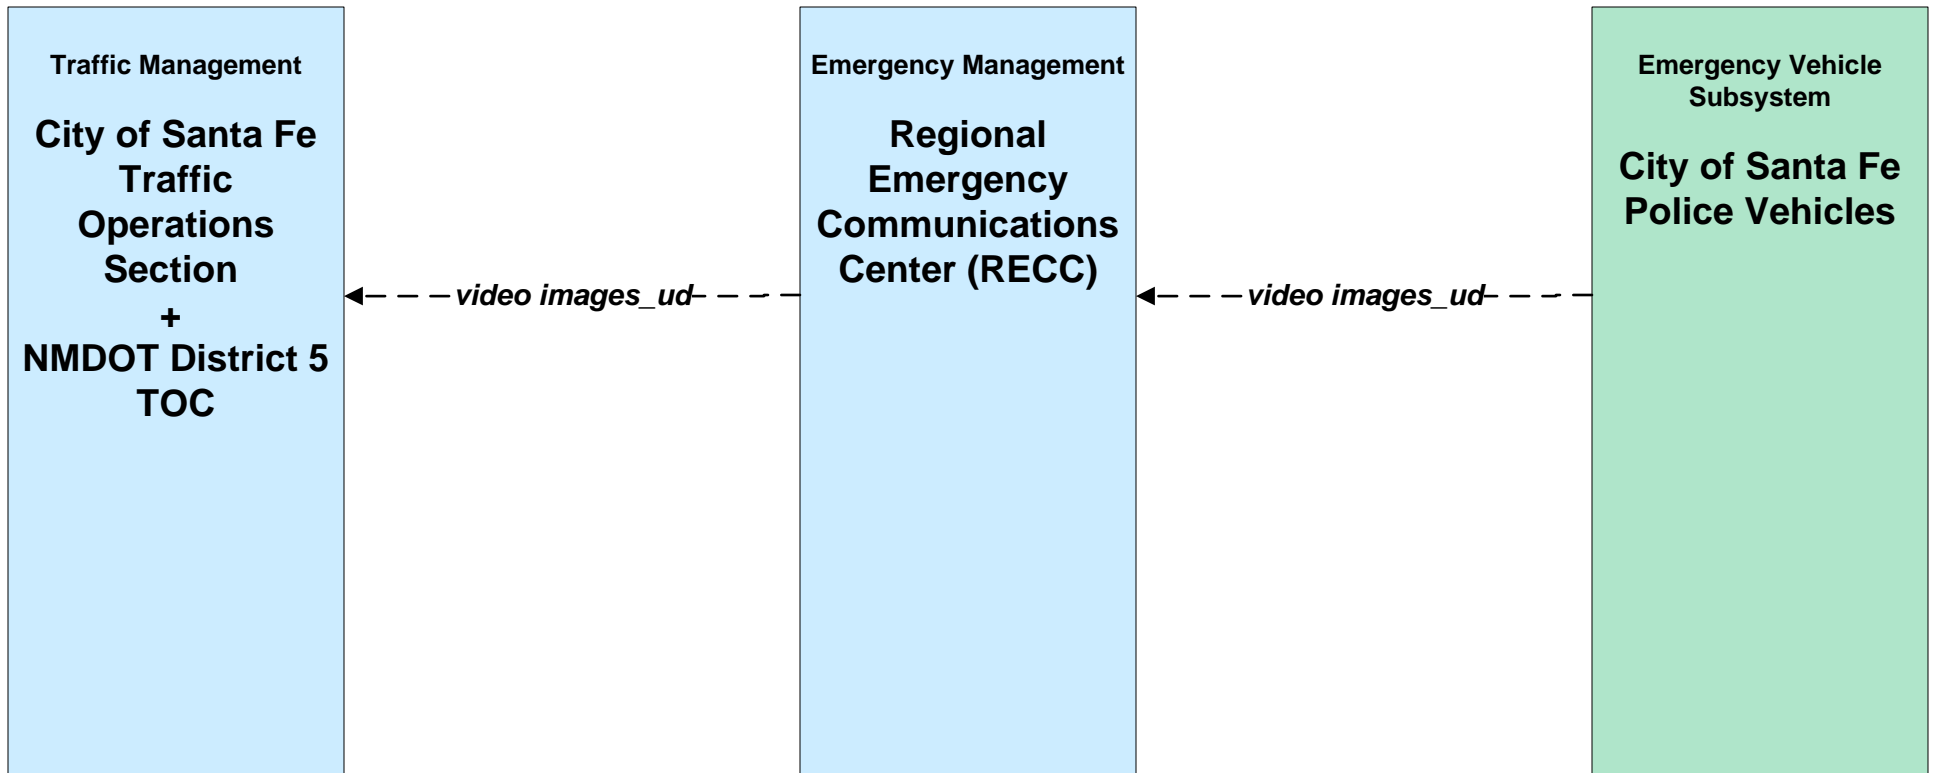 Traffic Management
City of Santa Fe
Traffic
Operations
Section
+
NMDOT District 5
TOC
video images_ud
Emergency Management
Regional
Emergency
Communications
Center (RECC)
video images_ud
Emergency Vehicle
Subsystem
City of Santa Fe
Police Vehicles